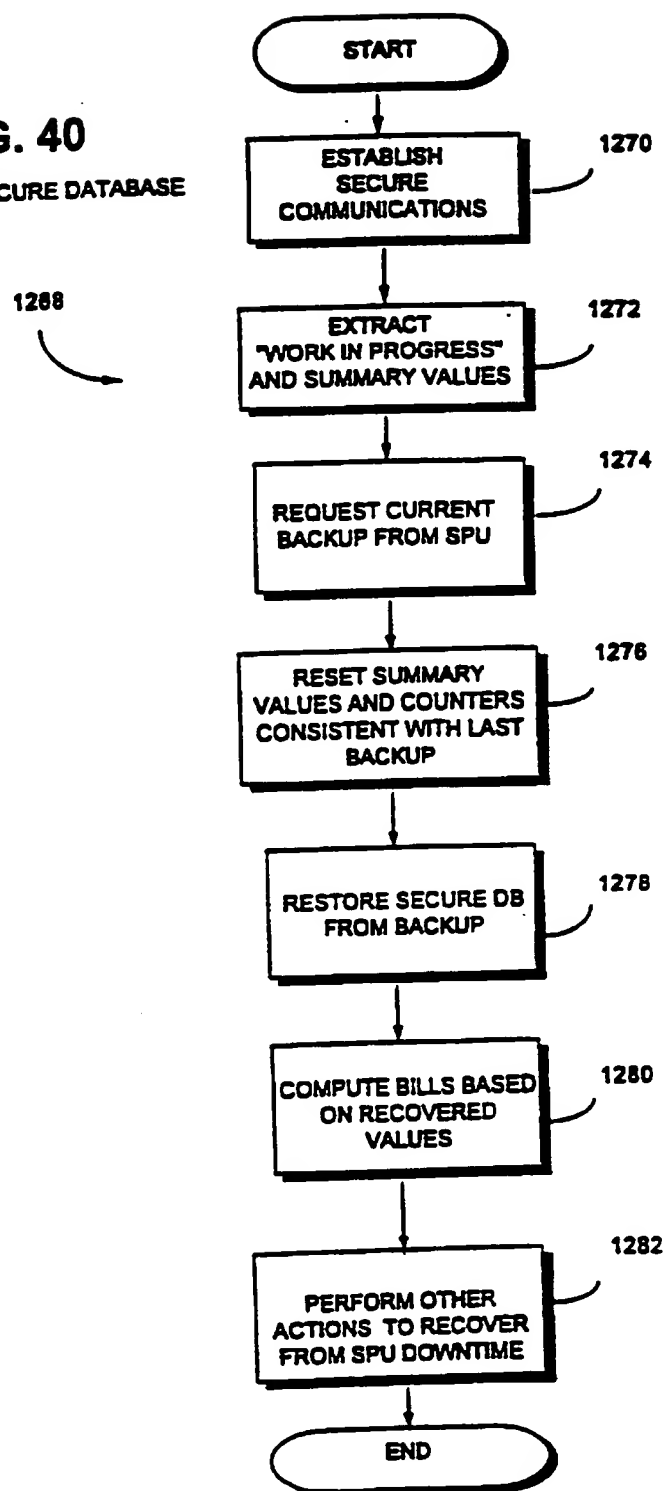 START
G. 40
CURE DATABASE
ESTABLISH
SECURE
COMMUNICATIONS
1270
1268
EXTRACT
"WORK IN PROGRESS"
AND SUMMARY VALUES
1272
REQUEST CURRENT
BACKUP FROM SPU
1274
RESET SUMMARY
VALUES AND COUNTERS
CONSISTENT WITH LAST
BACKUP
1276
RESTORE SECURE DB
FROM BACKUP
1278
COMPUTE BILLS BASED
ON RECOVERED
VALUES
1280
PERFORM OTHER
ACTIONS TO RECOVER
FROM SPU DOWNTIME
1282
END